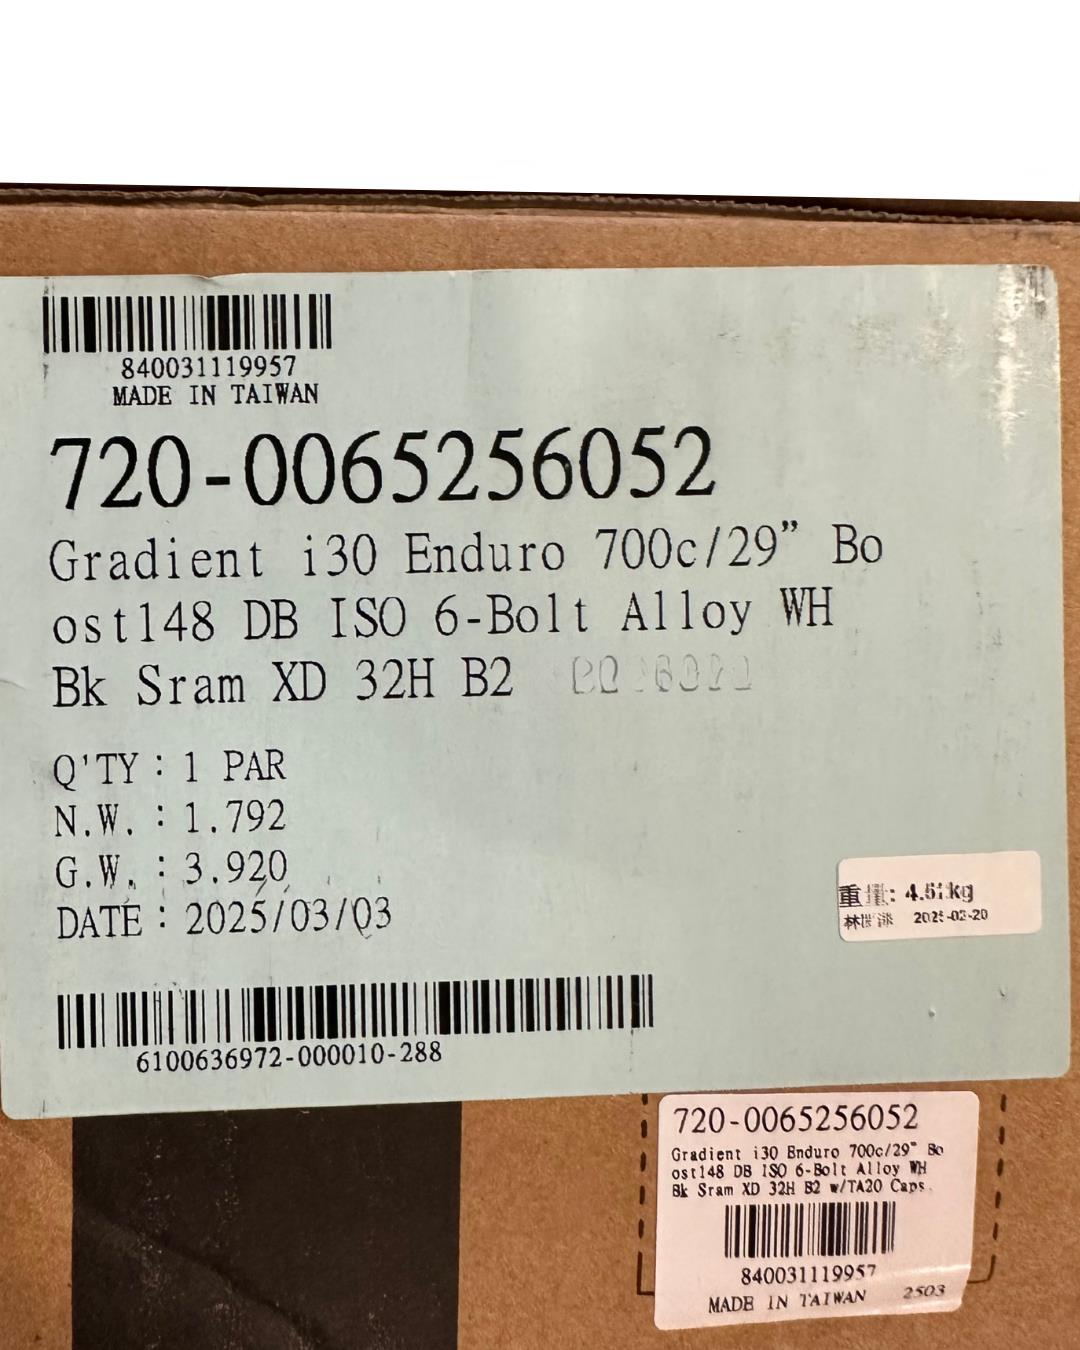 840031119957
MADE IN TAIWAN
720-0065256052
Gradient i30 Enduro 700c/29" Bo
ost148 DB ISO 6-Bolt Alloy WH
Bk Sram XD 32H B2
Q'TY : 1 PAR
N.W. : 1.792
G.W. : 3.920
DATE : 2025/03/03
重量:
6100636972-000010-288
720-0065256052
Gradient i30 Enduro 700c/29" Bo
ost148 DB ISO 6-Bolt Alloy WH
Bk Sram XD 32H B2 w/TA20 Caps.
840031119957
MADE IN TAIWAN
2503